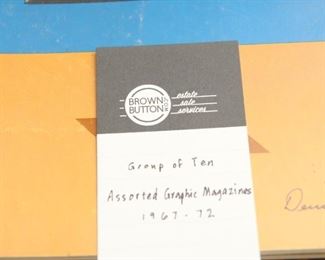 BROWN
BUTTON
estate
sale
services
Group of Ten
Assorted Graphic Magazines
1967-72